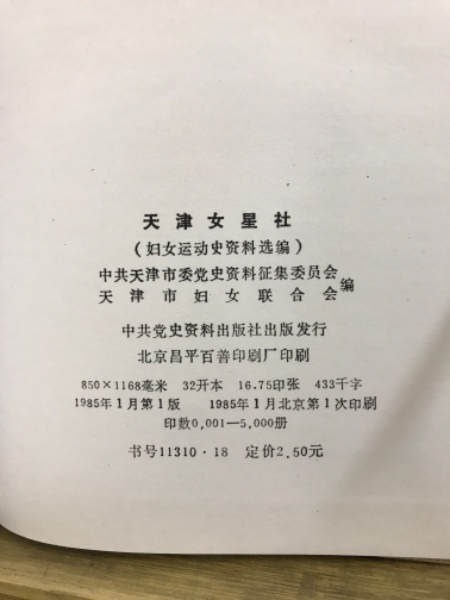 天津女星社
（妇女运动史资料选编）
中共天津市委党史资料征集委员会
天津市妇女联合会 编
中共党史资料出版社出版发行
北京昌平百善印刷厂印刷
850×1168毫米 32开本 16.75印张 433千字
1985年1月第1版 1985年1月北京第1次印刷
印数0,001—5,000册
书号11310·18 定价2.50元